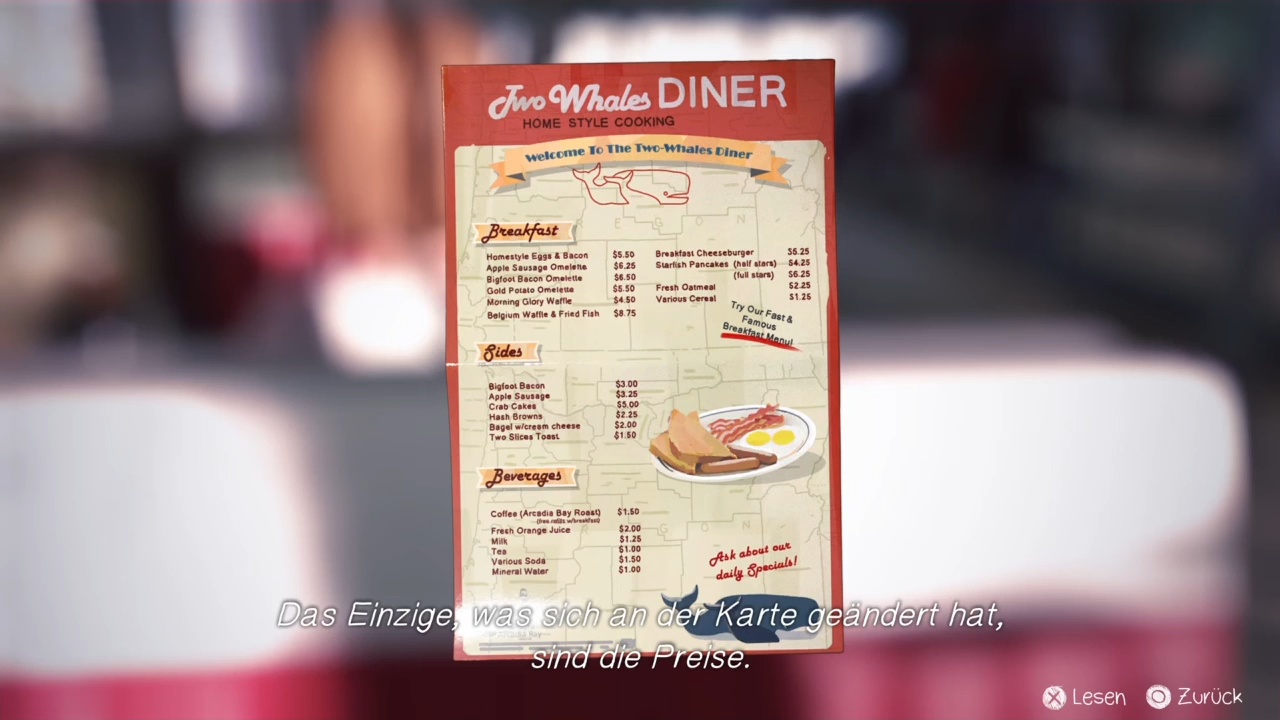 Two Whales DINER
HOME STYLE COOKING
Welcome To The Two-Whales Diner
OREGON
Breakfast
Homestyle Eggs & Bacon $5.50
Apple Sausage Omelette $6.25
Bigfoot Bacon Omelette $6.50
Gold Potato Omelette $5.50
Morning Glory Waffle $4.50
Belgium Waffle & Fried Fish $8.75
Breakfast Cheeseburger $5.25
Starfish Pancakes (half stars) $4.25
(full stars) $6.25
Fresh Oatmeal $2.25
Various Cereal $1.25
Try Our Fast &
Famous
Breakfast Menu!
Sides
Bigfoot Bacon $3.00
Apple Sausage $3.25
Crab Cakes $5.00
Hash Browns $2.25
Bagel w/cream cheese $2.00
Two Slices Toast $1.50
Beverages
Coffee (Arcadia Bay Roast) $1.50
(free refills w/breakfast)
Fresh Orange Juice $2.00
Milk $1.25
Tea $1.00
Various Soda $1.50
Mineral Water $1.00
Ask about our
daily Specials!
Das Einzige, was sich an der Karte geändert hat,
sind die Preise.
Lesen Zurück